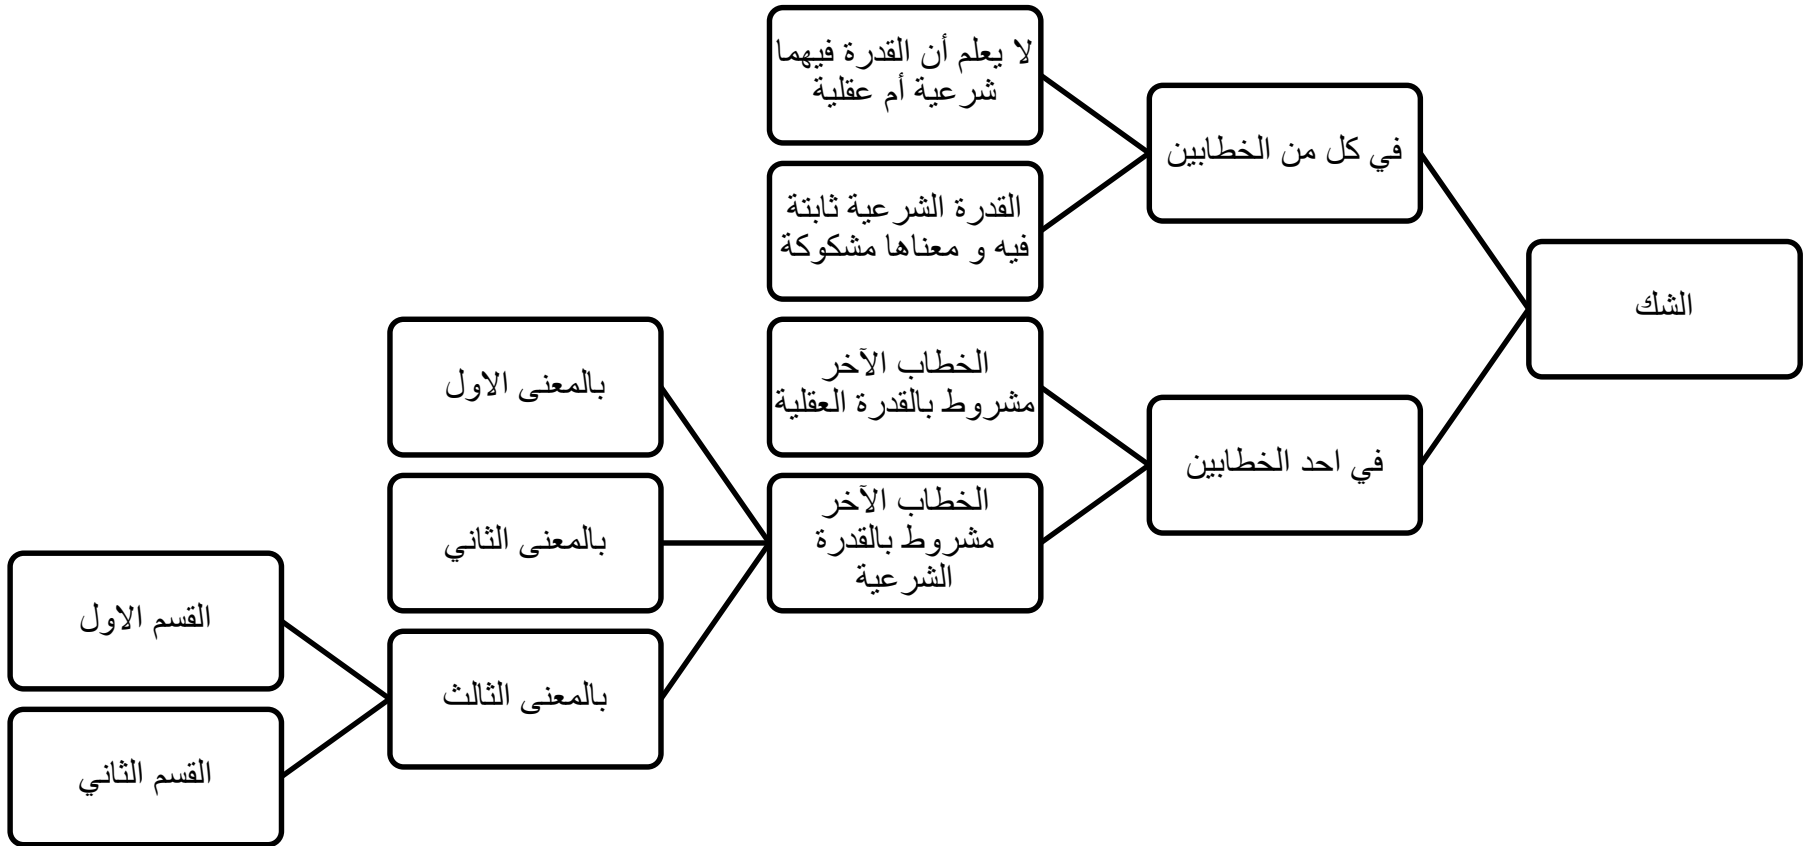 الشك
في كل من الخطابين
لا يعلم أن القدرة فيهما
شرعية أم عقلية
القدرة الشرعية ثابتة
فيه و معناها مشكوكة
في احد الخطابين
الخطاب الآخر
مشروط بالقدرة العقلية
الخطاب الآخر
مشروط بالقدرة
الشرعية
بالمعنى الاول
بالمعنى الثاني
بالمعنى الثالث
القسم الاول
القسم الثاني